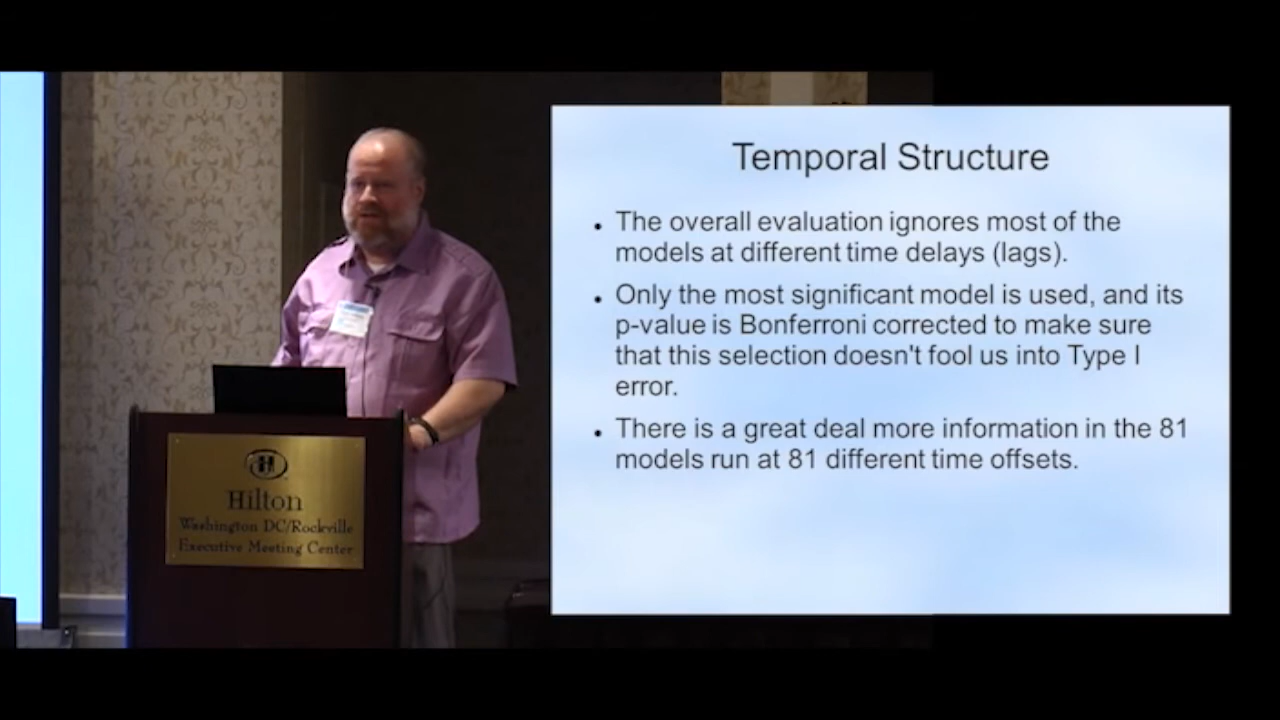 Temporal Structure
The overall evaluation ignores most of the
models at different time delays (lags).
Only the most significant model is used, and its
p-value is Bonferroni corrected to make sure
that this selection doesn't fool us into Type I
error.
There is a great deal more information in the 81
models run at 81 different time offsets.
H
Hilton
Washington DC/Rockville
Executive Meeting Center